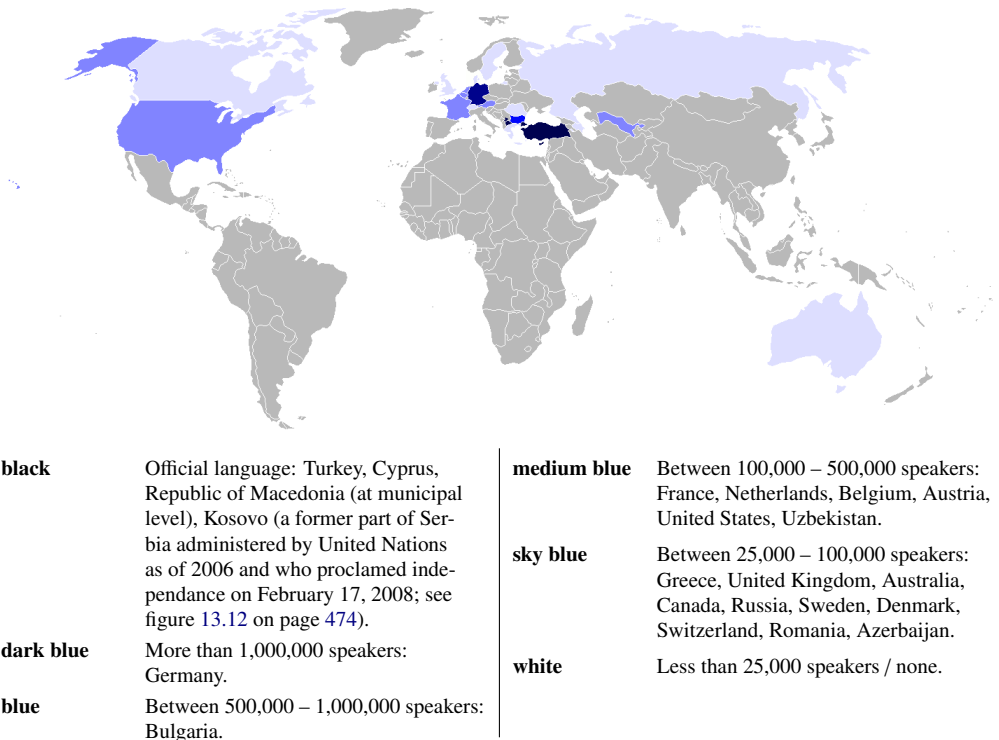 black Official language: Turkey, Cyprus,
Republic of Macedonia (at municipal
level), Kosovo (a former part of Ser-
bia administered by United Nations
as of 2006 and who proclamed inde-
pendance on February 17, 2008; see
figure 13.12 on page 474).
dark blue More than 1,000,000 speakers:
Germany.
blue Between 500,000 – 1,000,000 speakers:
Bulgaria.
medium blue Between 100,000 – 500,000 speakers:
France, Netherlands, Belgium, Austria,
United States, Uzbekistan.
sky blue Between 25,000 – 100,000 speakers:
Greece, United Kingdom, Australia,
Canada, Russia, Sweden, Denmark,
Switzerland, Romania, Azerbaijan.
white Less than 25,000 speakers / none.